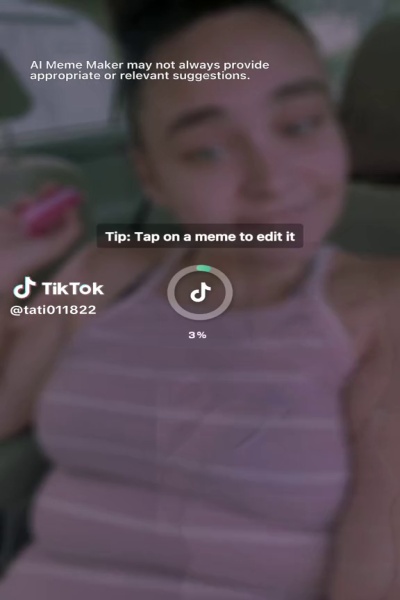 AI Meme Maker may not always provide
appropriate or relevant suggestions.
Tip: Tap on a meme to edit it
TikTok
@tati011822
3%